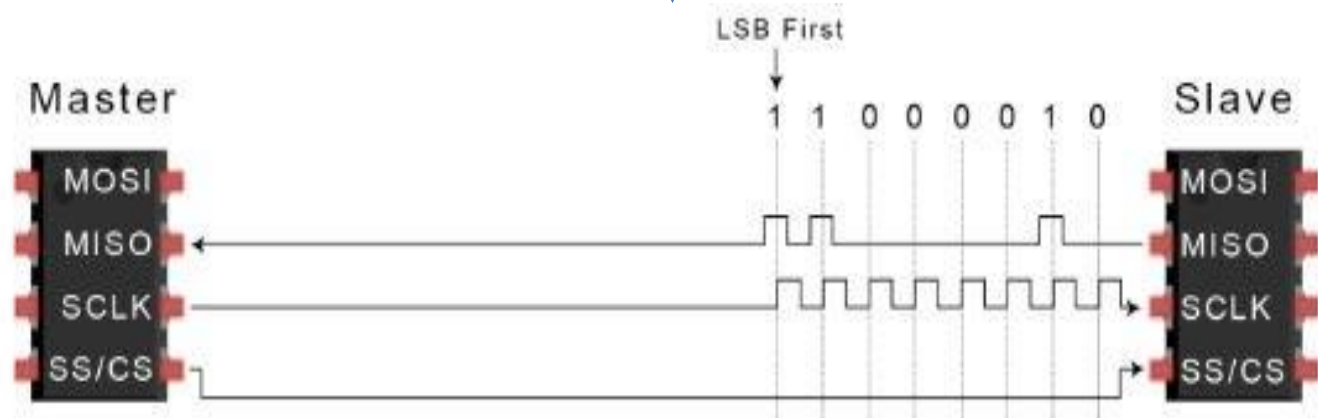 LSB First
Master
1 1 0 0 0 0 1 0
Slave
MOSI
MISO
SCLK
SS/CS
MOSI
MISO
SCLK
SS/CS